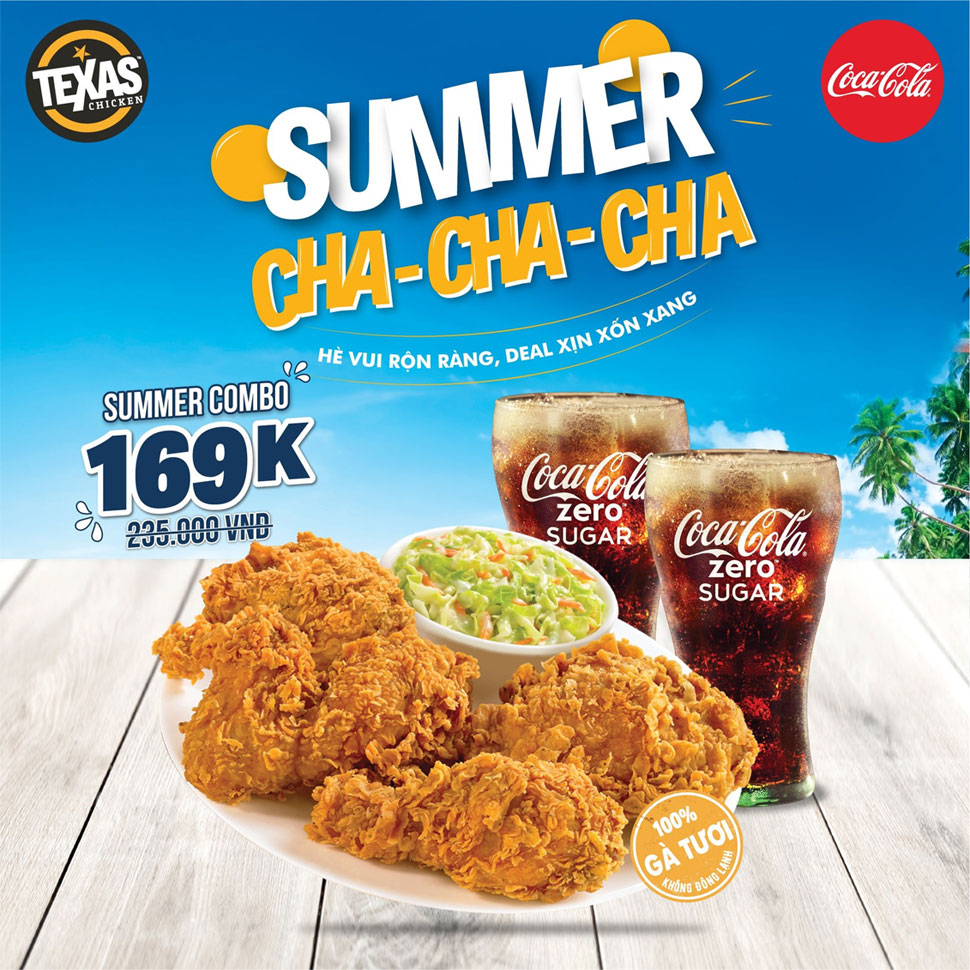 TEXAS
CHICKEN
Coca-Cola
SUMMER
CHA-CHA-CHA
HÈ VUI RỘN RÀNG, DEAL XỊN XỐN XANG
SUMMER COMBO
169K
235.000 VNĐ
Coca-Cola
zero
SUGAR
Coca-Cola
zero
SUGAR
100%
GÀ TƯƠI
KHÔNG ĐÔNG LẠNH